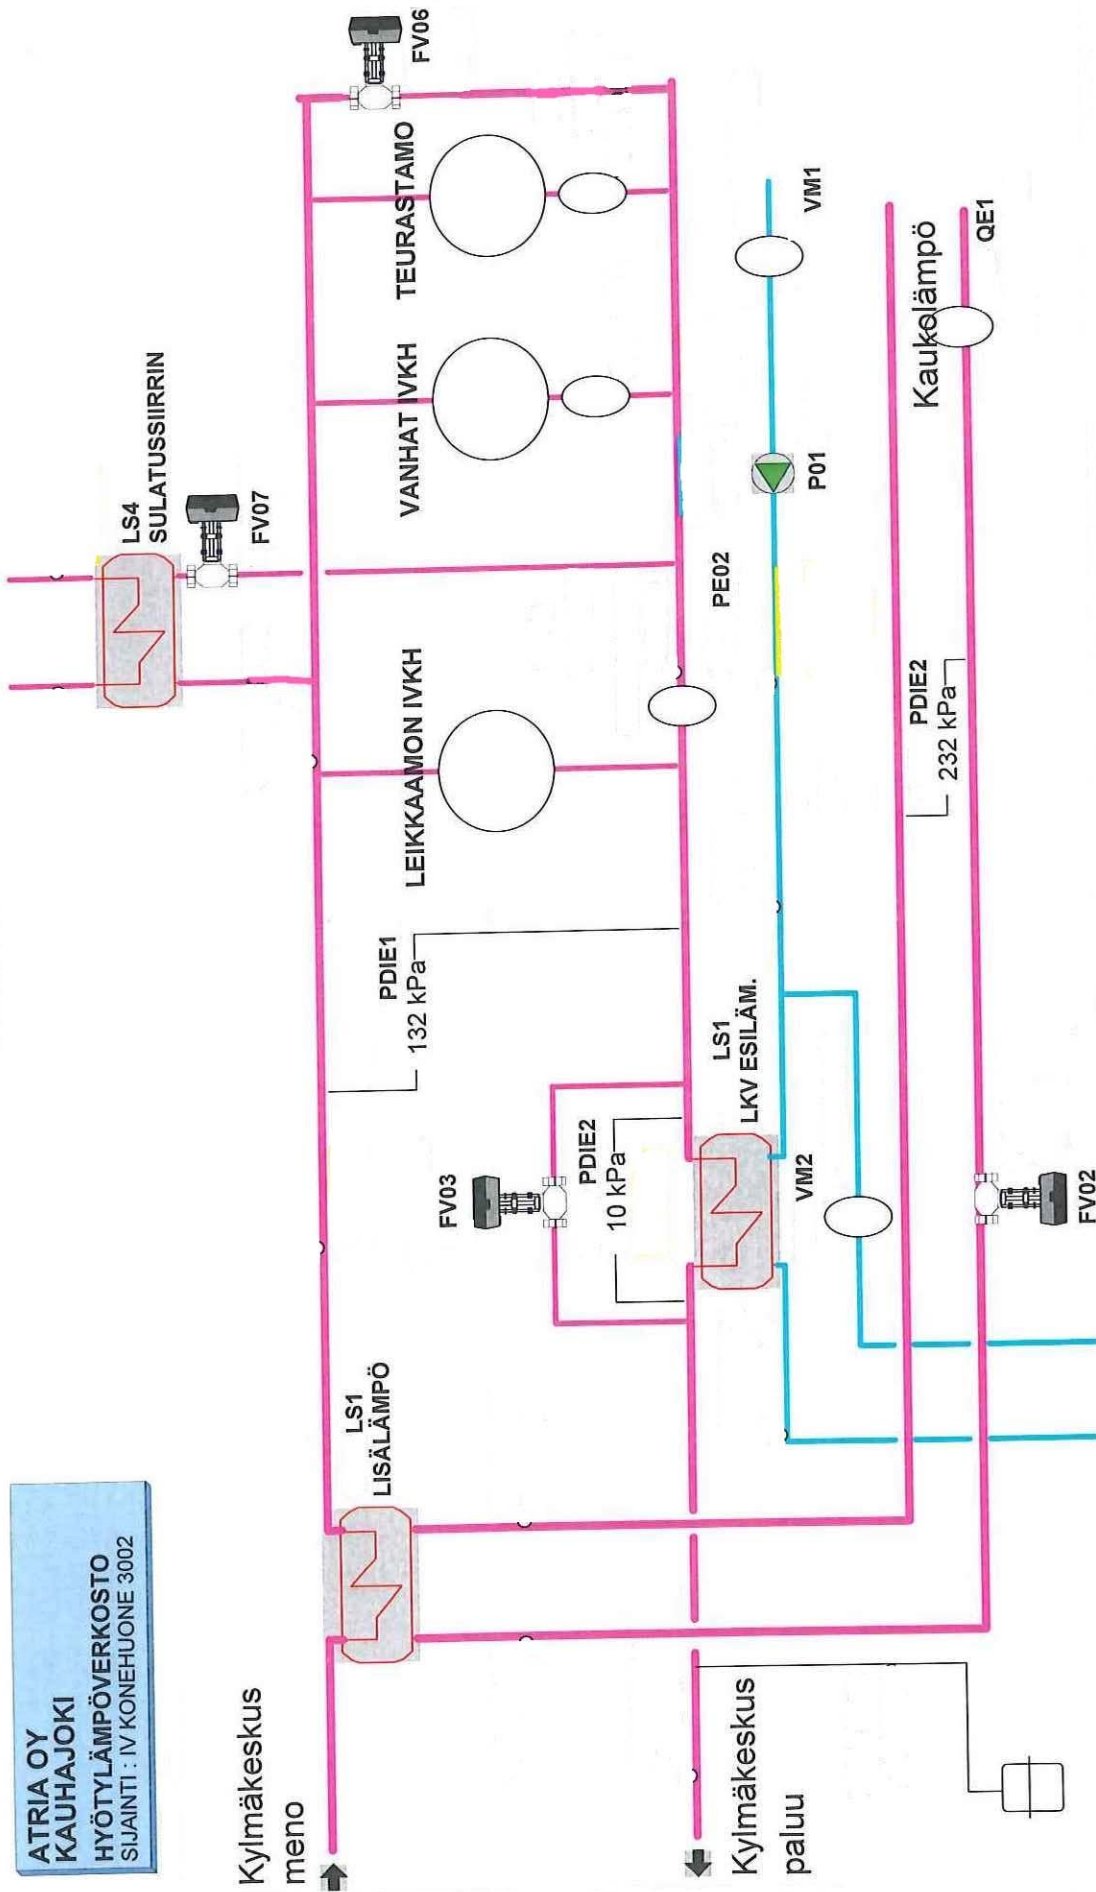 ATRIA OY
KAUHAJOKI
HYÖTYLÄMPÖVERKOSTO
SIJAINTI : IV KONEHUONE 3002
LS4
SULATUSSIIRRIN
FV07
FV06
Kylmäkeskus
meno
LS1
LISÄLÄMPÖ
PDIE1
132 kPa
LEIKKAAMON IVKH
VANHAT IVKH
TEURASTAMO
FV03
PDIE2
10 kPa
LS1
LKV ESILÄM.
PE02
P01
VM1
VM2
Kylmäkeskus
paluu
PDIE2
232 kPa
Kaukolämpö
QE1
FV02